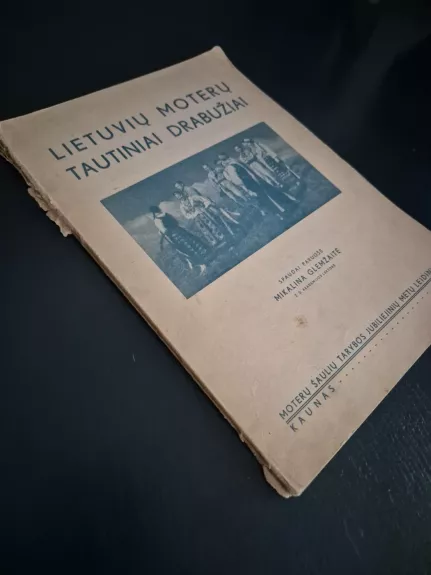 LIETUVIŲ MOTERŲ
TAUTINIAI DRABUŽIAI
SPAUDAI PARUOŠĖ
MIKALINA GLEMŽAITĖ
MOTERŲ ŠAULIŲ TARYBOS JUBILIEJINIŲ METŲ LEIDINYS
KAUNAS